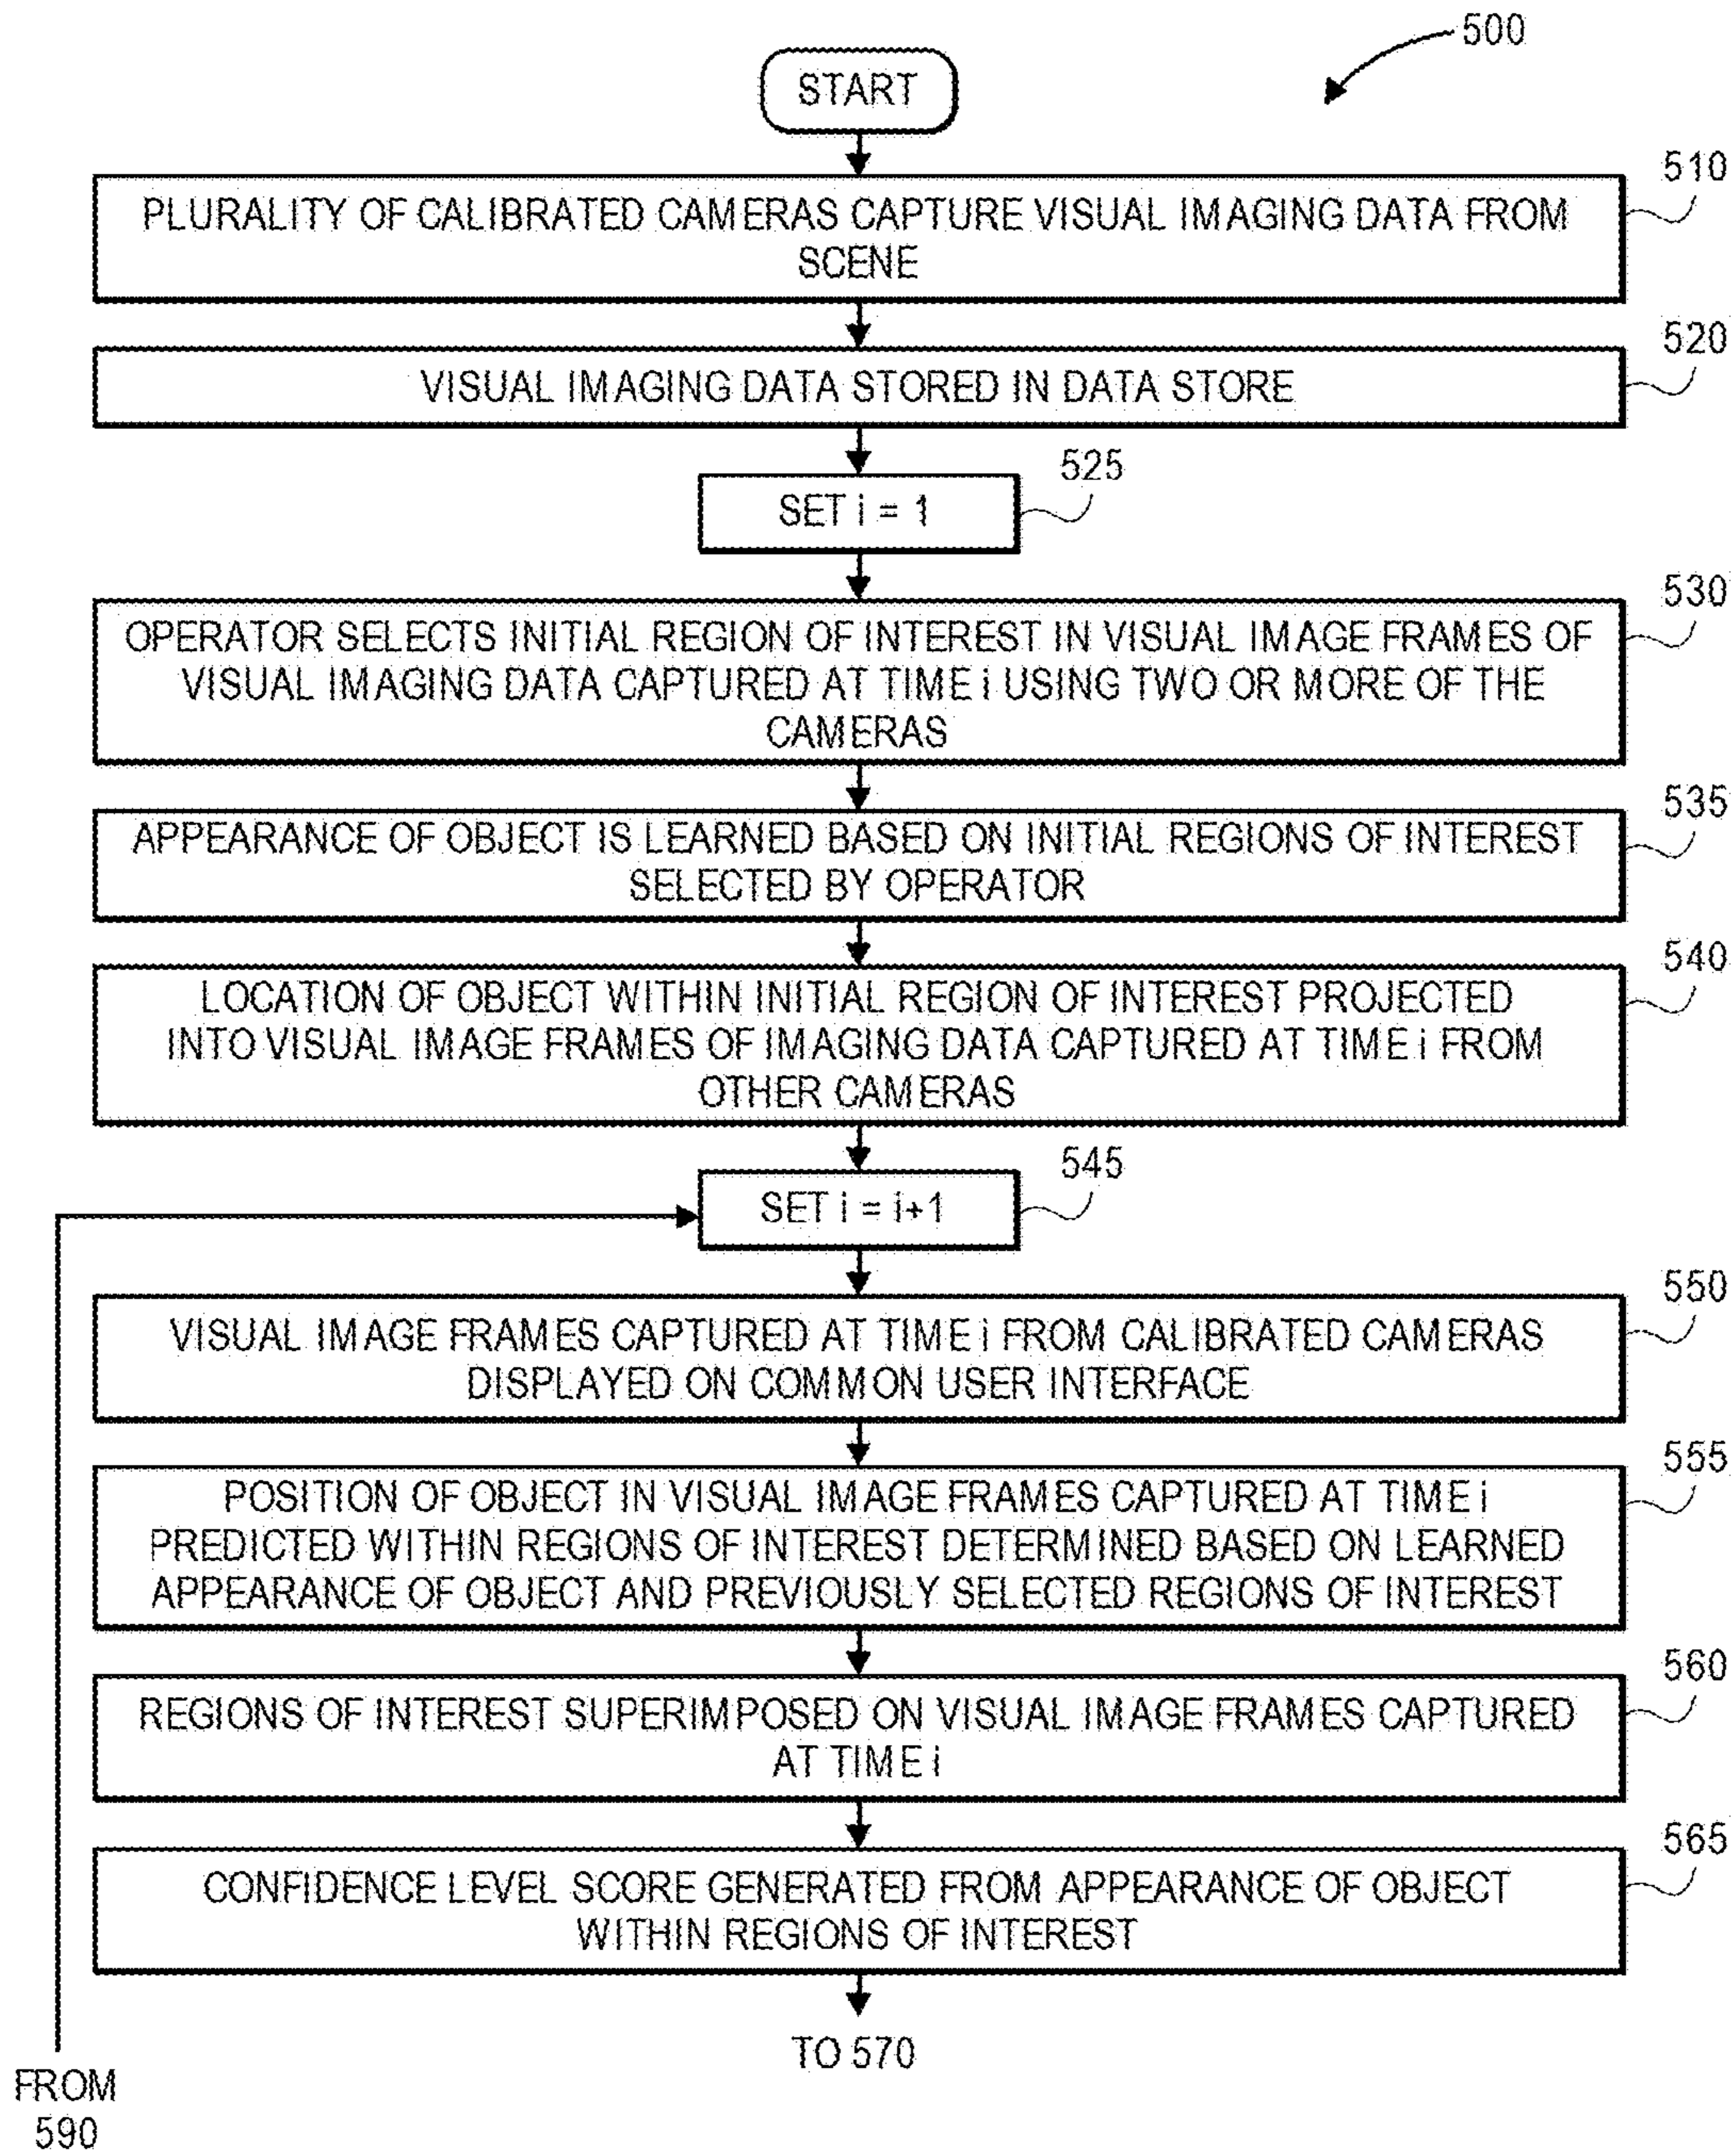 500
START
510
PLURALITY OF CALIBRATED CAMERAS CAPTURE VISUAL IMAGING DATA FROM
SCENE
520
VISUAL IMAGING DATA STORED IN DATA STORE
525
SET i = 1
530
OPERATOR SELECTS INITIAL REGION OF INTEREST IN VISUAL IMAGE FRAMES OF
VISUAL IMAGING DATA CAPTURED AT TIME i USING TWO OR MORE OF THE
CAMERAS
535
APPEARANCE OF OBJECT IS LEARNED BASED ON INITIAL REGIONS OF INTEREST
SELECTED BY OPERATOR
540
LOCATION OF OBJECT WITHIN INITIAL REGION OF INTEREST PROJECTED
INTO VISUAL IMAGE FRAMES OF IMAGING DATA CAPTURED AT TIME i FROM
OTHER CAMERAS
545
SET i = i+1
550
VISUAL IMAGE FRAMES CAPTURED AT TIME i FROM CALIBRATED CAMERAS
DISPLAYED ON COMMON USER INTERFACE
555
POSITION OF OBJECT IN VISUAL IMAGE FRAMES CAPTURED AT TIME i
PREDICTED WITHIN REGIONS OF INTEREST DETERMINED BASED ON LEARNED
APPEARANCE OF OBJECT AND PREVIOUSLY SELECTED REGIONS OF INTEREST
560
REGIONS OF INTEREST SUPERIMPOSED ON VISUAL IMAGE FRAMES CAPTURED
AT TIME i
565
CONFIDENCE LEVEL SCORE GENERATED FROM APPEARANCE OF OBJECT
WITHIN REGIONS OF INTEREST
TO 570
FROM
590